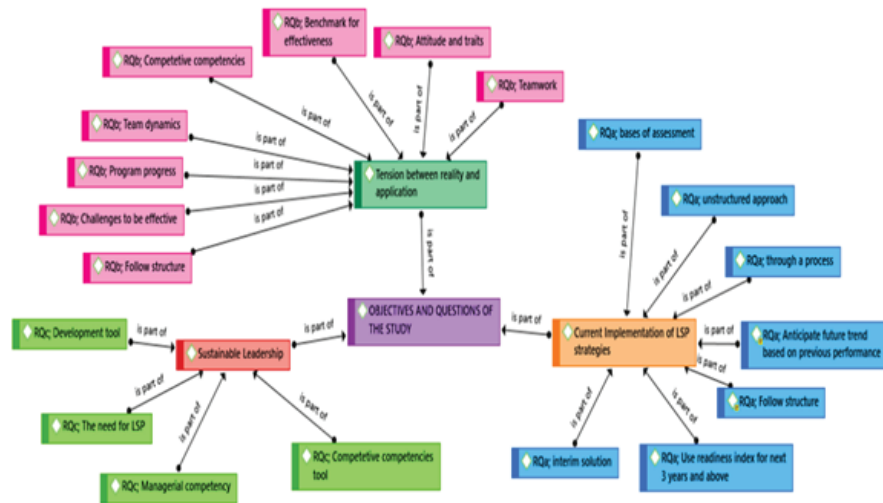 RQb; Benchmark for
effectiveness
RQb; Attitude and traits
RQb; Competetive competencies
RQb; Teamwork
is part of
is part of
is part of
is part of
RQb; Team dynamics
is part of
RQb; Program progress
is part of
RQb; Challenges to be effective
is part of
RQb; Follow structure
is part of
Tension between reality and
application
is part of
RQa; bases of assessment
is part of
RQa; unstructured approach
is part of
RQa; through a process
is part of
RQa; Anticipate future trend
based on previous performance
is part of
RQa; Follow structure
is part of
OBJECTIVES AND QUESTIONS OF
THE STUDY
is part of
Current Implementation of LSP
strategies
is part of
RQa; interim solution
is part of
RQa; Use readiness index for next
3 years and above
RQc; Development tool
is part of
Sustainable Leadership
is part of
is part of
RQc; The need for LSP
is part of
RQc; Managerial competency
is part of
RQc; Competetive competencies
tool